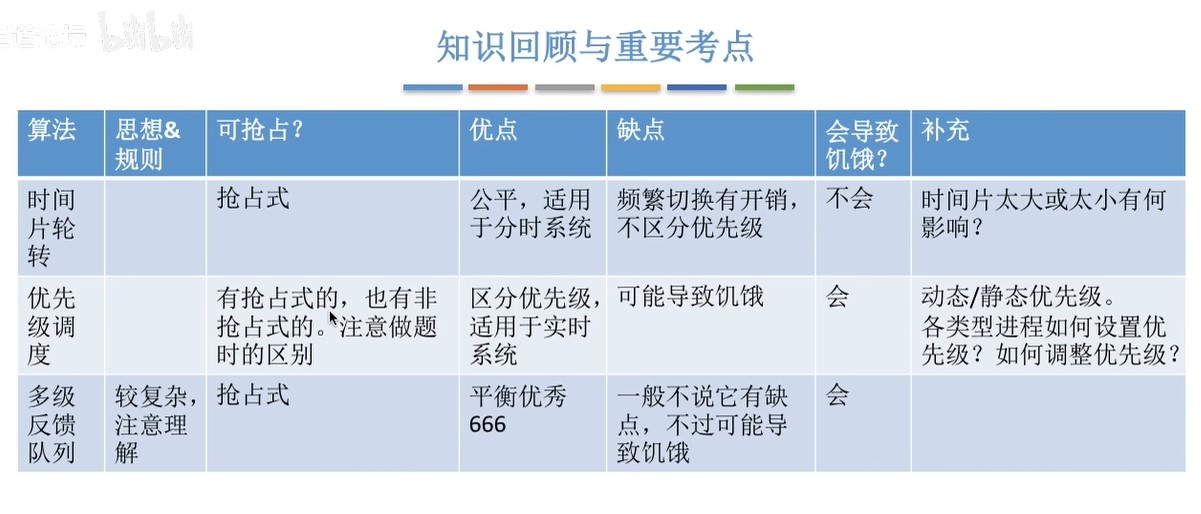 bilibili
知识回顾与重要考点
算法
思想&
规则
可抢占？
优点
缺点
会导致
饥饿？
补充
时间
片轮
转
抢占式
公平，适用
于分时系统
频繁切换有开销，
不区分优先级
不会
时间片太大或太小有何
影响？
优先
级调
度
有抢占式的，也有非
抢占式的。注意做题
时的区别
区分优先级，
适用于实时
系统
可能导致饥饿
会
动态/静态优先级。
各类型进程如何设置优
先级？如何调整优先级？
多级
反馈
队列
较复杂，
注意理
解
抢占式
平衡优秀
666
一般不说它有缺
点，不过可能导
致饥饿
会